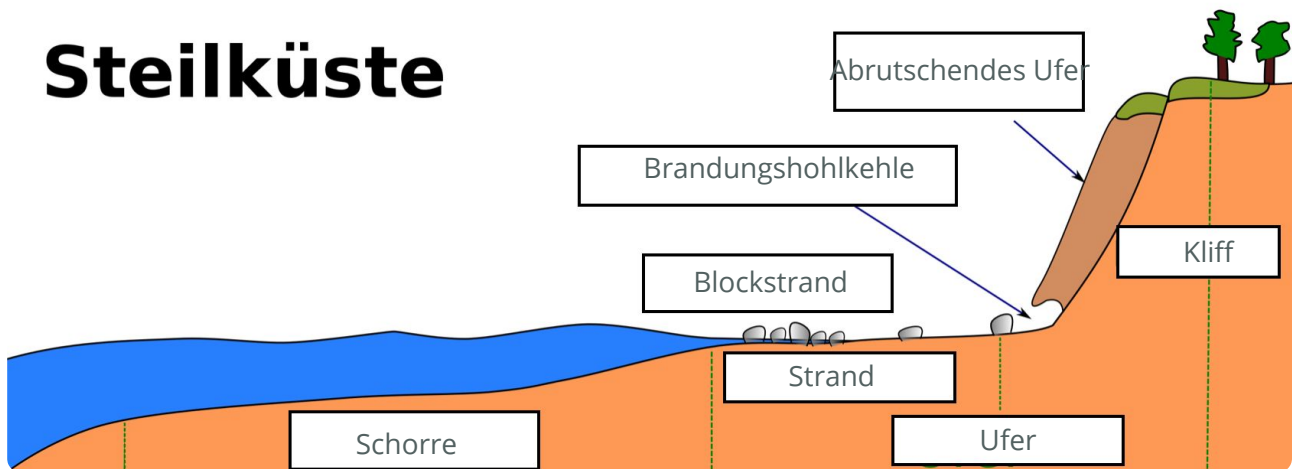 Steilküste
Abrutschendes Ufer
Brandungshohlkehle
Kliff
Blockstrand
Strand
Ufer
Schorre